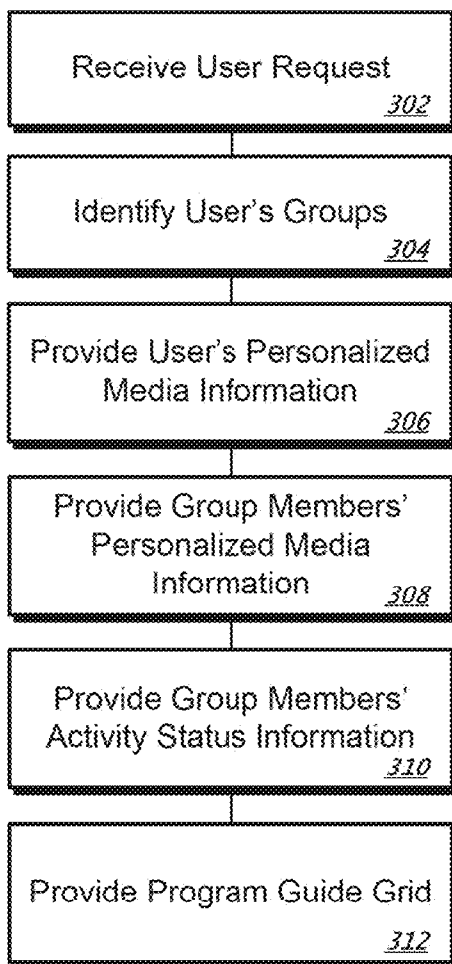 Receive User Request
302
Identify User's Groups
304
Provide User's Personalized
Media Information
306
Provide Group Members'
Personalized Media
Information
308
Provide Group Members'
Activity Status Information
310
Provide Program Guide Grid
312